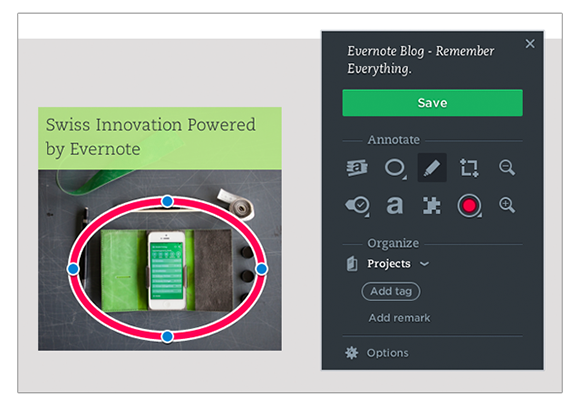 Swiss Innovation Powered
by Evernote
Evernote Blog - Remember
Everything.
Save
Annotate
a
a
Organize
Projects
Add tag
Add remark
Options